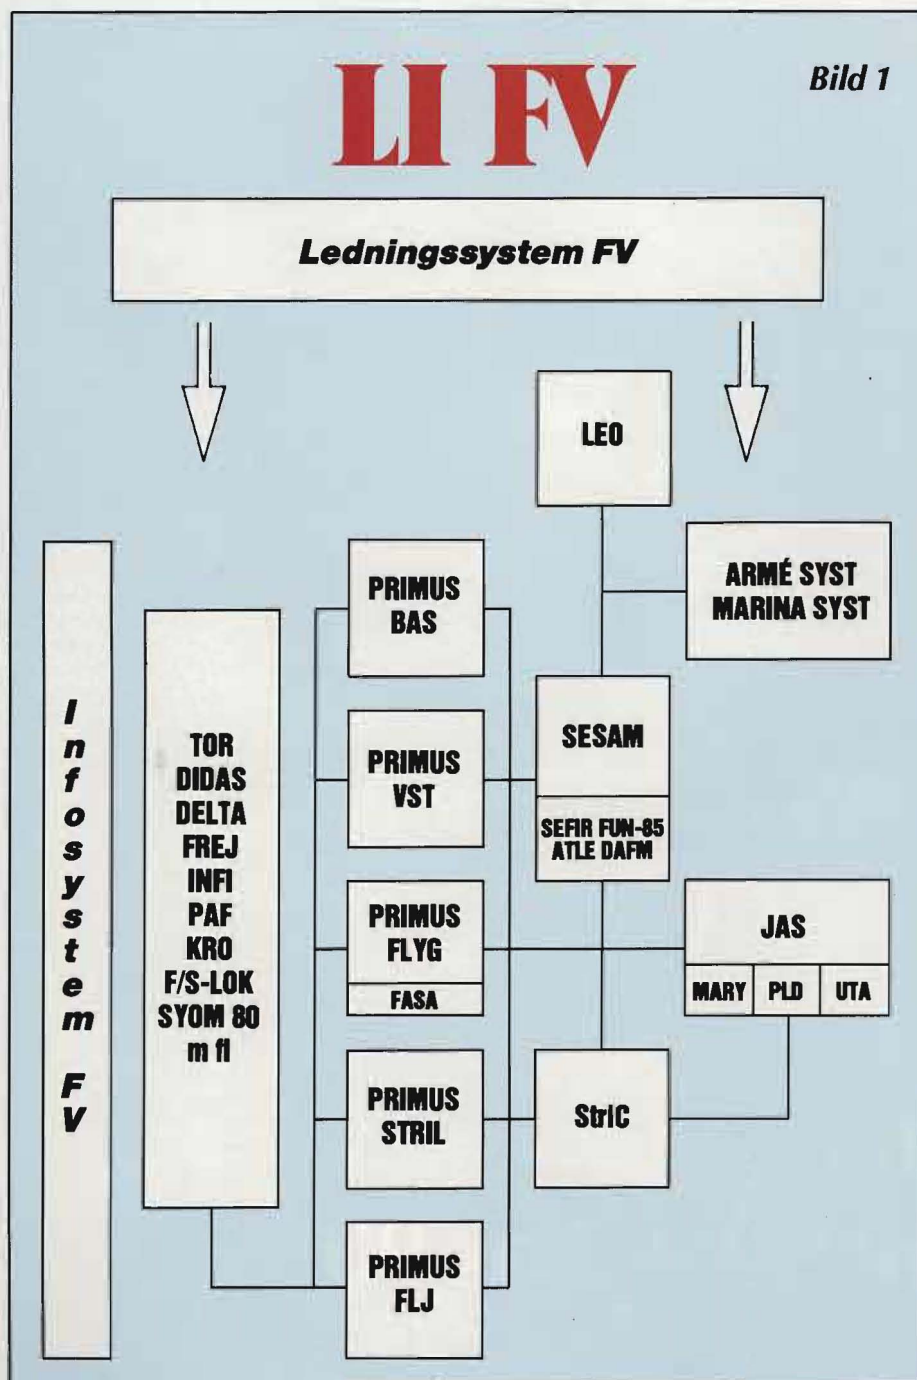 LI FV
Bild 1
Ledningssystem FV
LEO
ARMÉ SYST
MARINA SYST
Infosystem FV
TOR
DIDAS
DELTA
FREJ
INFI
PAF
KRO
F/S-LOK
SYOM 80
m fl
PRIMUS
BAS
PRIMUS
VST
PRIMUS
FLYG
FASA
PRIMUS
STRIL
PRIMUS
FLJ
SESAM
SEFIR FUN-85
ATLE DAFM
JAS
MARY
PLD
UTA
StriC